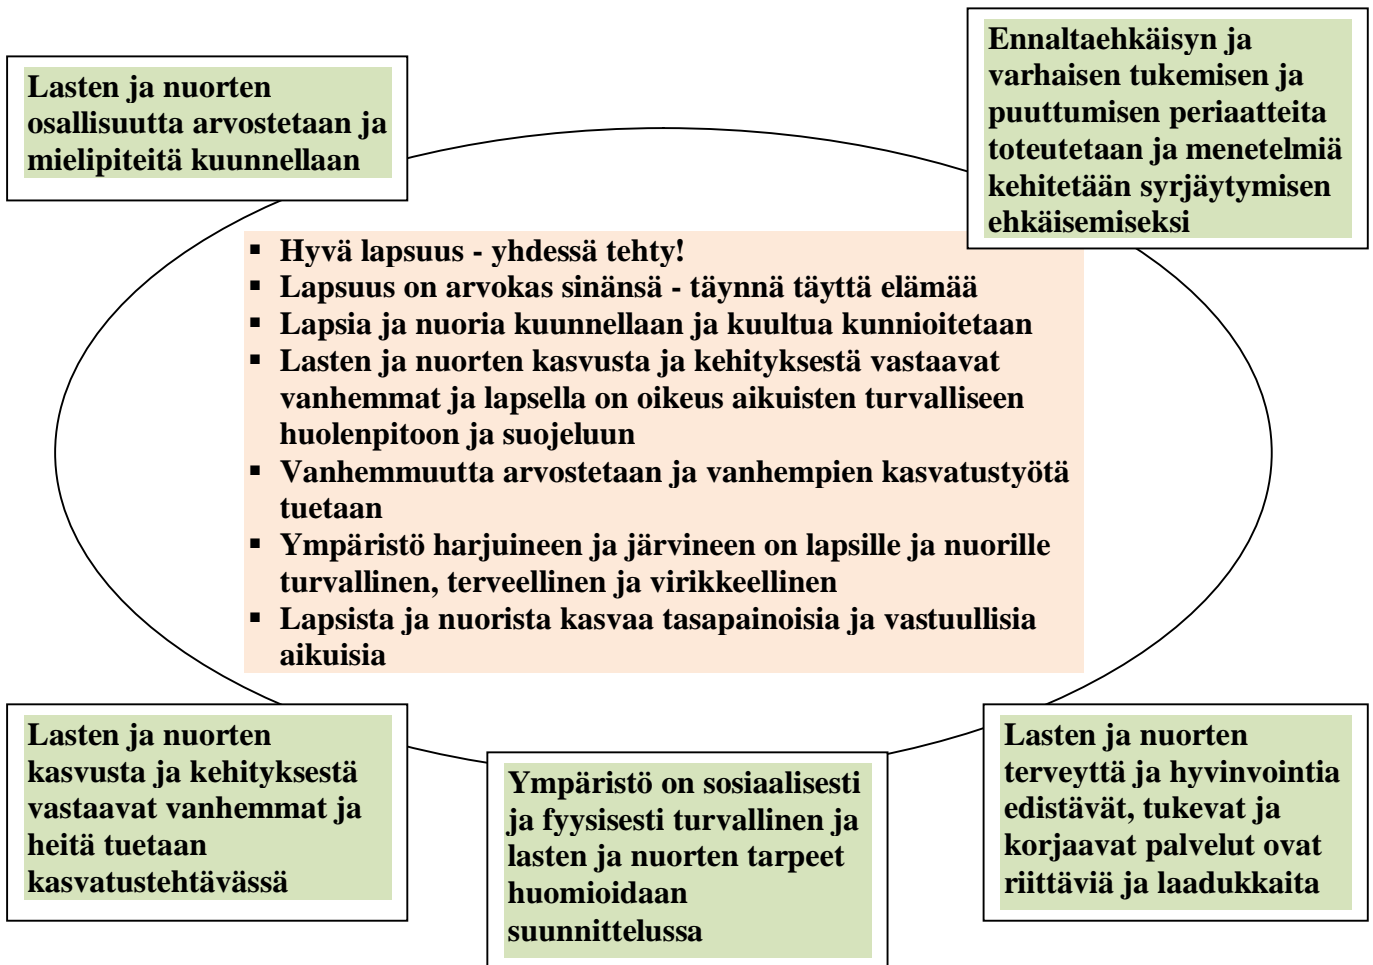 Lasten ja nuorten
osallisuutta arvostetaan ja
mielipiteitä kuunnellaan
Ennaltaehkäisyn ja
varhaisen tukemisen ja
puuttumisen periaatteita
toteutetaan ja menetelmiä
kehitetään syrjäytymisen
ehkäisemiseksi
▪ Hyvä lapsuus - yhdessä tehty!
▪ Lapsuus on arvokas sinänsä - täynnä täyttä elämää
▪ Lapsia ja nuoria kuunnellaan ja kuultua kunnioitetaan
▪ Lasten ja nuorten kasvusta ja kehityksestä vastaavat
vanhemmat ja lapsella on oikeus aikuisten turvalliseen
huolenpitoon ja suojeluun
▪ Vanhemmuutta arvostetaan ja vanhempien kasvatustyötä
tuetaan
▪ Ympäristö harjuineen ja järvineen on lapsille ja nuorille
turvallinen, terveellinen ja virikkeellinen
▪ Lapsista ja nuorista kasvaa tasapainoisia ja vastuullisia
aikuisia
Lasten ja nuorten
kasvusta ja kehityksestä
vastaavat vanhemmat ja
heitä tuetaan
kasvatustehtävässä
Ympäristö on sosiaalisesti
ja fyysisesti turvallinen ja
lasten ja nuorten tarpeet
huomioidaan
suunnittelussa
Lasten ja nuorten
terveyttä ja hyvinvointia
edistävät, tukevat ja
korjaavat palvelut ovat
riittäviä ja laadukkaita